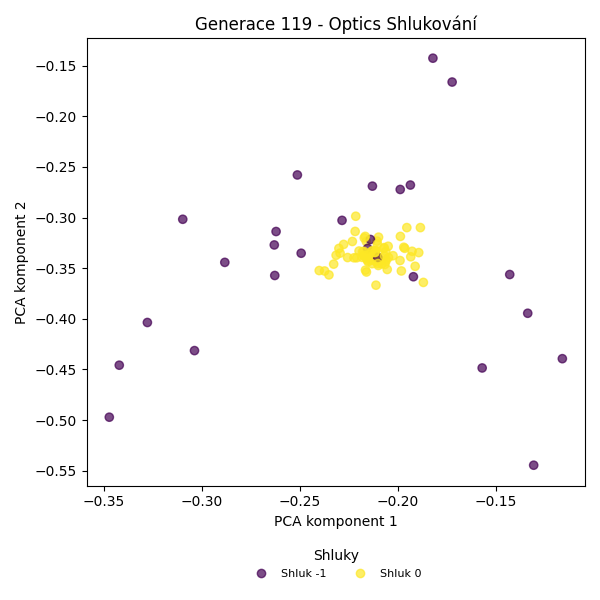 Generace 119 - Optics Shlukování
PCA komponent 2
−0.15
−0.20
−0.25
−0.30
−0.35
−0.40
−0.45
−0.50
−0.55
−0.35 −0.30 −0.25 −0.20 −0.15
PCA komponent 1
Shluky
Shluk -1 Shluk 0